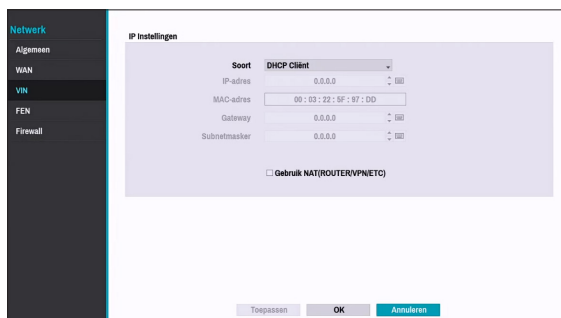 Netwerk
Algemeen
WAN
VIN
FEN
Firewall
IP Instellingen
Soort DHCP Cliënt
IP-adres 0.0.0.0
MAC-adres 00 : 03 : 22 : 5F : 97 : DD
Gateway 0.0.0.0
Subnetmasker 0.0.0.0
Gebruik NAT(ROUTER/VPN/ETC)
Toepassen OK Annuleren